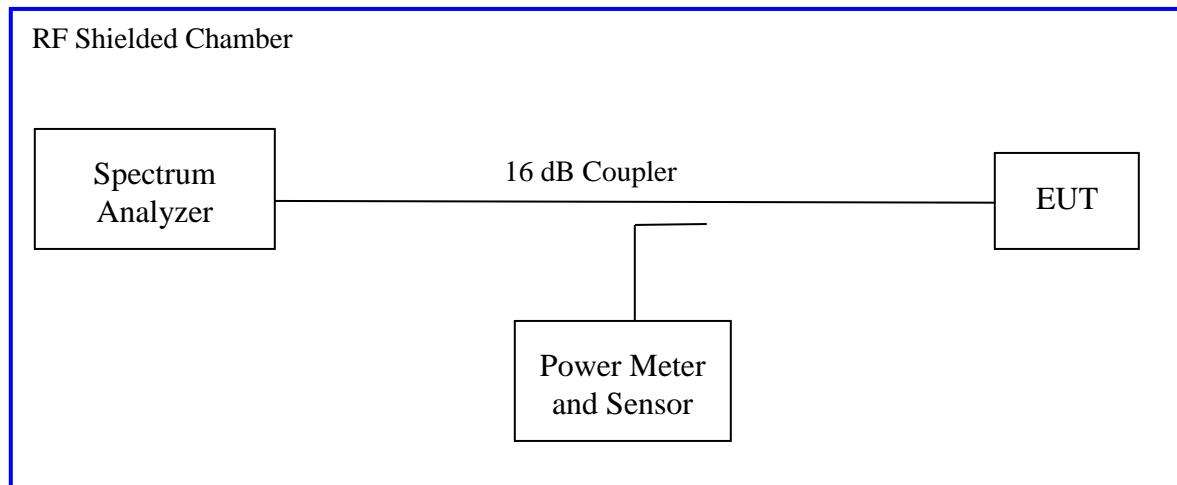 RF Shielded Chamber
Spectrum
Analyzer
16 dB Coupler
EUT
Power Meter
and Sensor